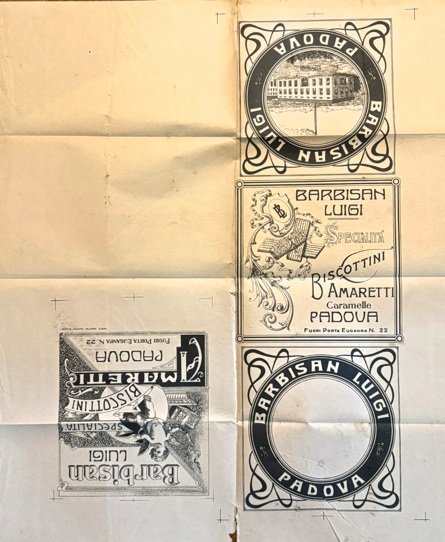 PADOVA
BARBISAN LUIGI
BARBISAN
LUIGI
SPECIALITÀ
BISCOTTINI
AMARETTI
Caramelle
PADOVA
FUORI PORTA EUGANEA N. 22
BARBISAN LUIGI
PADOVA
Barbisan
LUIGI
SPECIALITÀ
BISCOTTINI
AMARETTI
PADOVA
FUORI PORTA EUGANEA N. 22